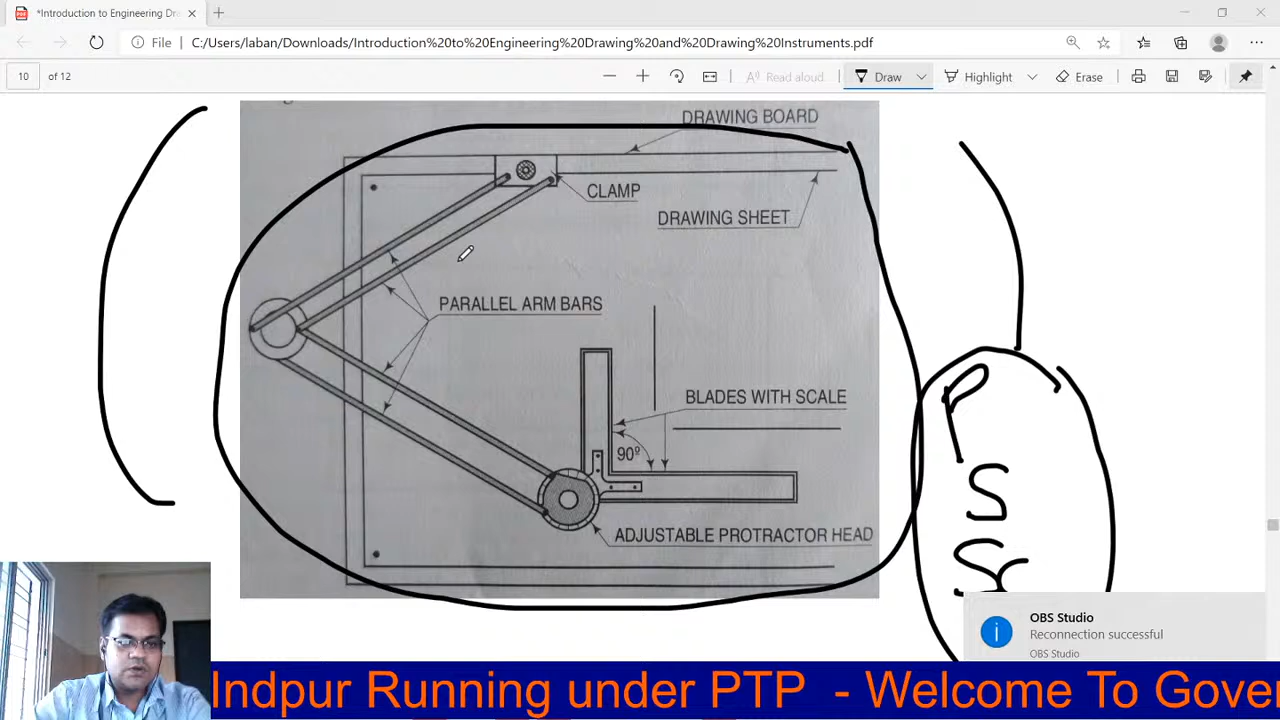 *Introduction to Engineering Dra
File C:/Users/laban/Downloads/Introduction%20to%20Engineering%20Drawing%20and%20Drawing%20Instruments.pdf
10 of 12 Read aloud Draw Highlight Erase
DRAWING BOARD
CLAMP
DRAWING SHEET
PARALLEL ARM BARS
BLADES WITH SCALE
90º
ADJUSTABLE PROTRACTOR HEAD
P
S
OBS Studio
Reconnection successful
OBS Studio
Indpur Running under PTP - Welcome To Gover